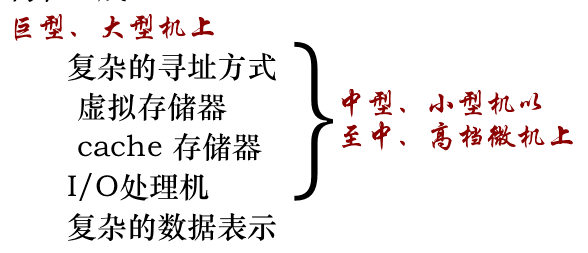 巨型、大型机上
复杂的寻址方式
虚拟存储器
cache 存储器
I/O处理机
复杂的数据表示
中型、小型机以
至中、高档微机上